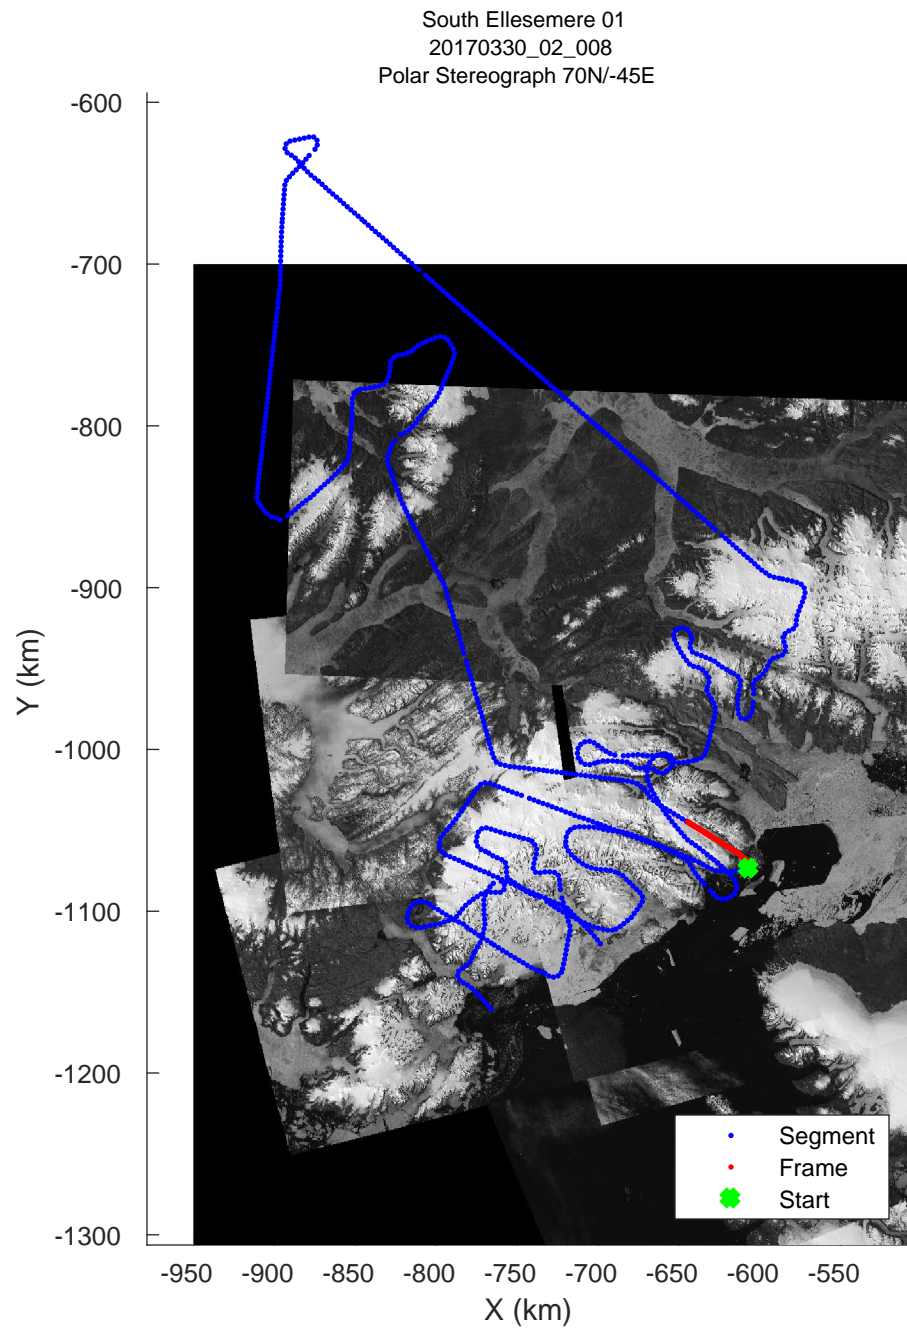 South Ellesemere 01
20170330_02_008
Polar Stereograph 70N/-45E
-600
-700
-800
-900
-1000
-1100
-1200
-1300
Y (km)
Segment
Frame
Start
-950 -900 -850 -800 -750 -700 -650 -600 -550
X (km)